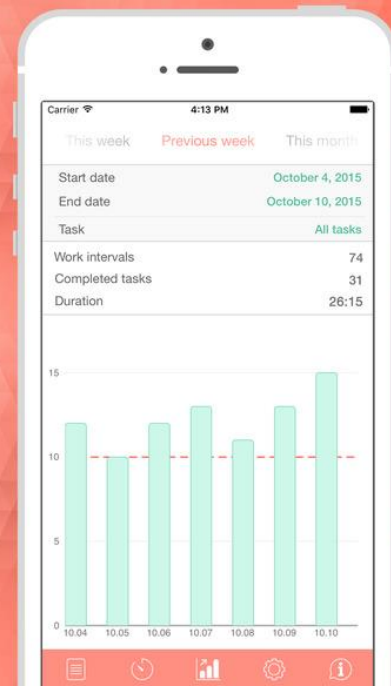 Carrier 4:13 PM
This week Previous week This month
Start date October 4, 2015
End date October 10, 2015
Task All tasks
Work intervals 74
Completed tasks 31
Duration 26:15
15
10
5
0
10.04 10.05 10.06 10.07 10.08 10.09 10.10